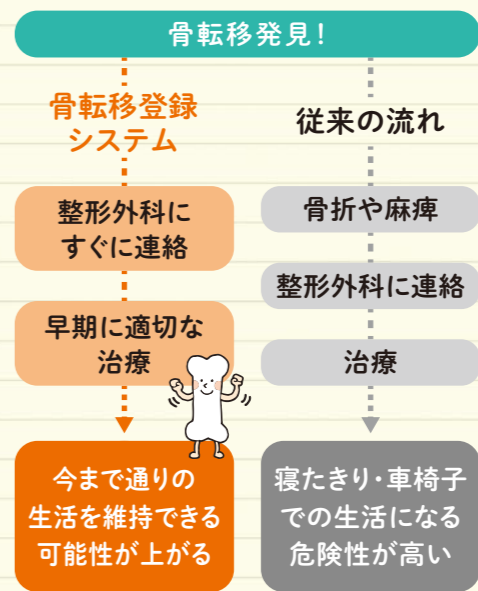 骨転移発見！
骨転移登録
システム
整形外科に
すぐに連絡
早期に適切な
治療
今まで通りの
生活を維持できる
可能性が上がる
従来の流れ
骨折や麻痺
整形外科に連絡
治療
寝たきり・車椅子
での生活になる
危険性が高い